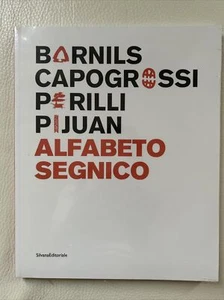 BARNILS
CAPOGROSSI
PERILLI
PIJUAN
ALFABETO
SEGNICO
SilvanaEditoriale